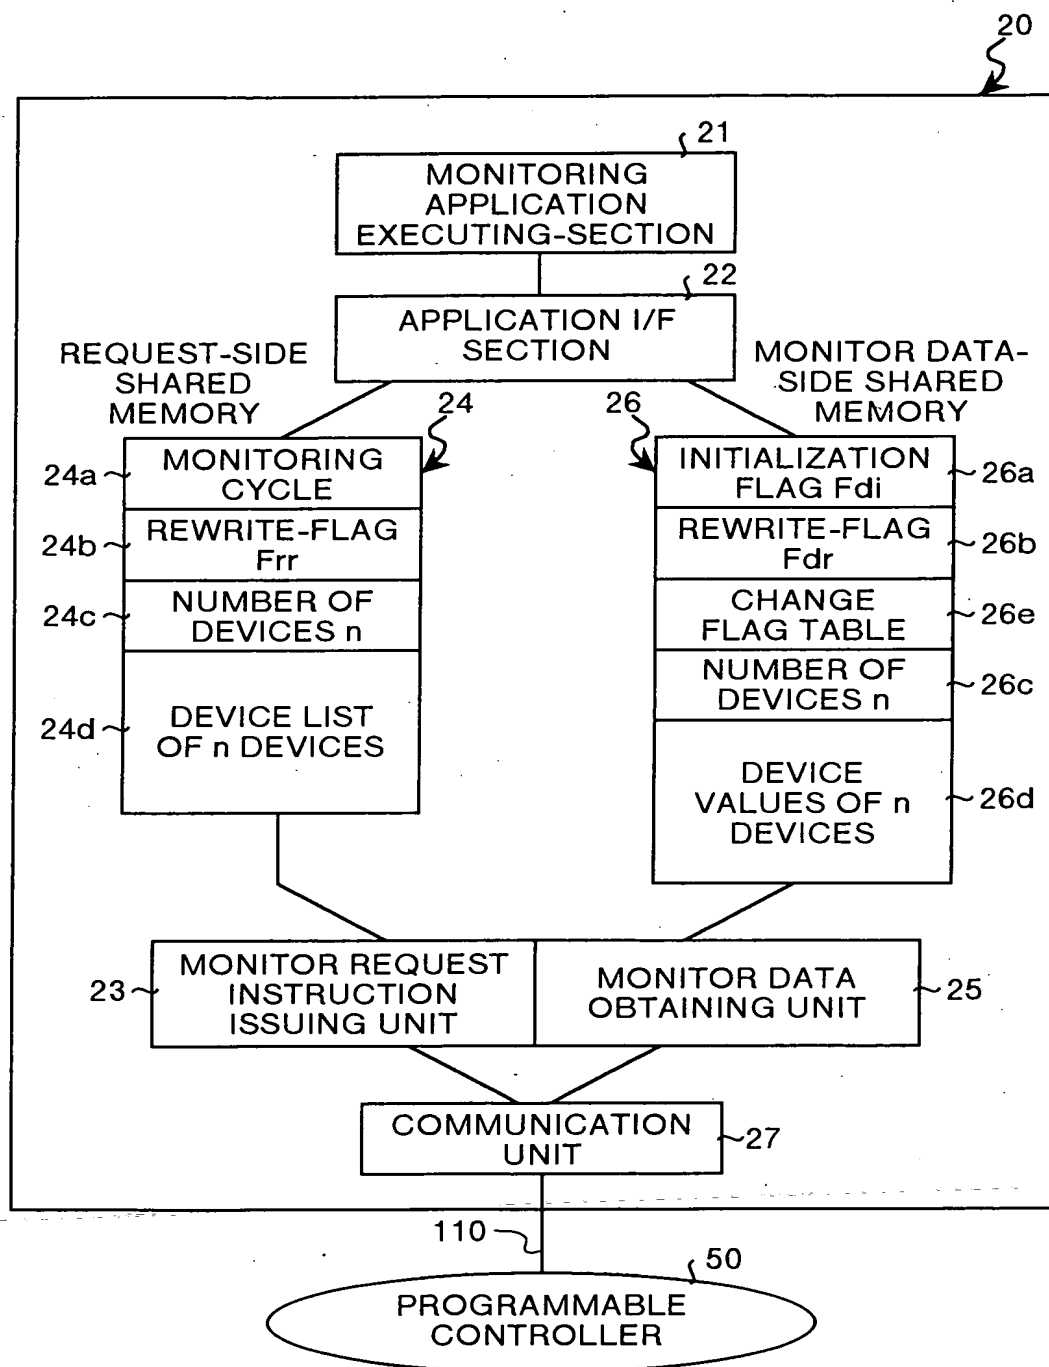 20
21
MONITORING
APPLICATION
EXECUTING-SECTION
22
APPLICATION I/F
SECTION
REQUEST-SIDE
SHARED
MEMORY
24
26
MONITOR DATA-
SIDE SHARED
MEMORY
24a
MONITORING
CYCLE
24b
REWRITE-FLAG
Frr
24c
NUMBER OF
DEVICES n
24d
DEVICE LIST
OF n DEVICES
INITIALIZATION
FLAG Fdi
26a
REWRITE-FLAG
Fdr
26b
CHANGE
FLAG TABLE
26e
NUMBER OF
DEVICES n
26c
DEVICE
VALUES OF n
DEVICES
26d
23
MONITOR REQUEST
INSTRUCTION
ISSUING UNIT
MONITOR DATA
OBTAINING UNIT
25
COMMUNICATION
UNIT
27
110
50
PROGRAMMABLE
CONTROLLER